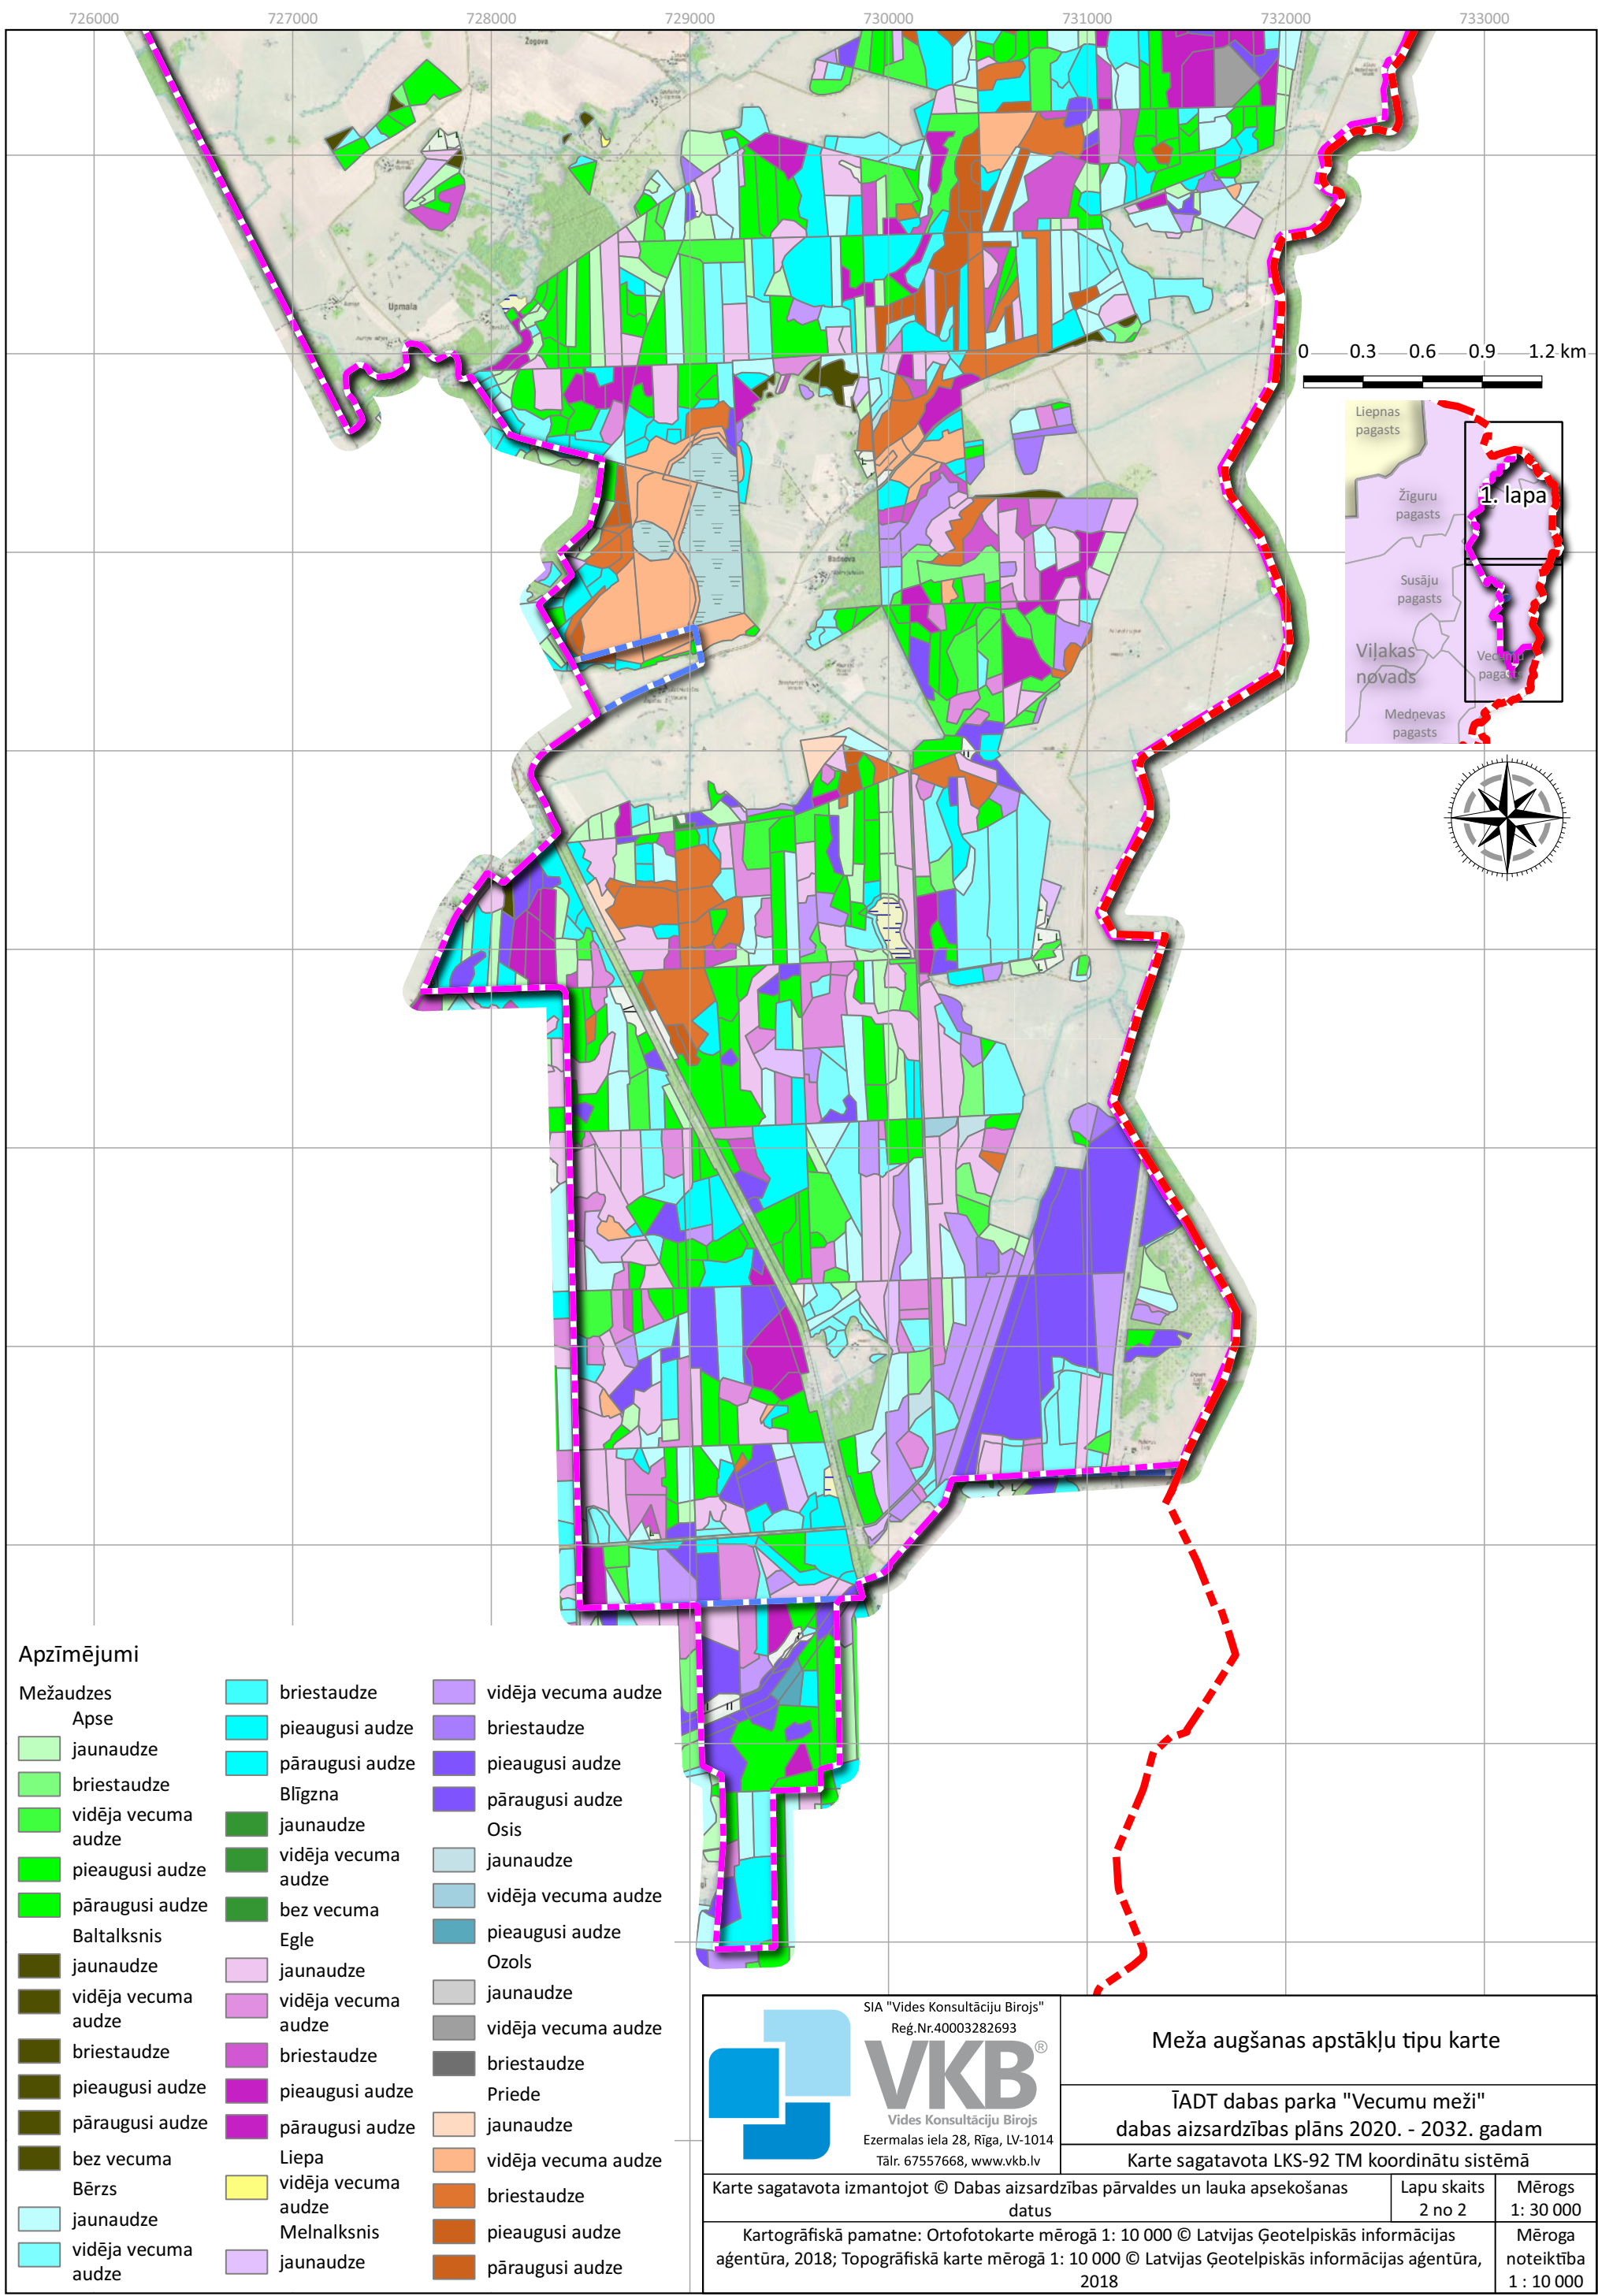 726000 727000 728000 729000 730000 731000 732000 733000
Upmala
0 0.3 0.6 0.9 1.2 km
Liepnas
pagasts
1. lapa
Žīguru
pagasts
Susāju
pagasts
Viļakas
novads
Medņevas
pagasts
Apzīmējumi
Mežaudzes
Apse
jaunaudze
briestaudze
vidēja vecuma
audze
pieaugusi audze
pāraugusi audze
Baltalksnis
jaunaudze
vidēja vecuma
audze
briestaudze
pieaugusi audze
pāraugusi audze
bez vecuma
Bērzs
jaunaudze
vidēja vecuma
audze
briestaudze
pieaugusi audze
pāraugusi audze
Blīgzna
jaunaudze
vidēja vecuma
audze
bez vecuma
Egle
jaunaudze
vidēja vecuma
audze
briestaudze
pieaugusi audze
pāraugusi audze
Liepa
vidēja vecuma
audze
Melnalksnis
jaunaudze
vidēja vecuma audze
briestaudze
pieaugusi audze
pāraugusi audze
Osis
jaunaudze
vidēja vecuma audze
pieaugusi audze
Ozols
jaunaudze
vidēja vecuma audze
briestaudze
Priede
jaunaudze
vidēja vecuma audze
briestaudze
pieaugusi audze
pāraugusi audze
SIA "Vides Konsultāciju Birojs"
Reģ.Nr.40003282693
VKB®
Vides Konsultāciju Birojs
Ezermalas iela 28, Rīga, LV-1014
Tālr. 67557668, www.vkb.lv
Meža augšanas apstākļu tipu karte
ĪADT dabas parka "Vecumu meži"
dabas aizsardzības plāns 2020. - 2032. gadam
Karte sagatavota LKS-92 TM koordinātu sistēmā
Karte sagatavota izmantojot © Dabas aizsardzības pārvaldes un lauka apsekošanas
datus
Lapu skaits
2 no 2
Mērogs
1: 30 000
Kartogrāfiskā pamatne: Ortofotokarte mērogā 1: 10 000 © Latvijas Ģeotelpiskās informācijas
aģentūra, 2018; Topogrāfiskā karte mērogā 1: 10 000 © Latvijas Ģeotelpiskās informācijas aģentūra,
2018
Mēroga
noteiktība
1 : 10 000